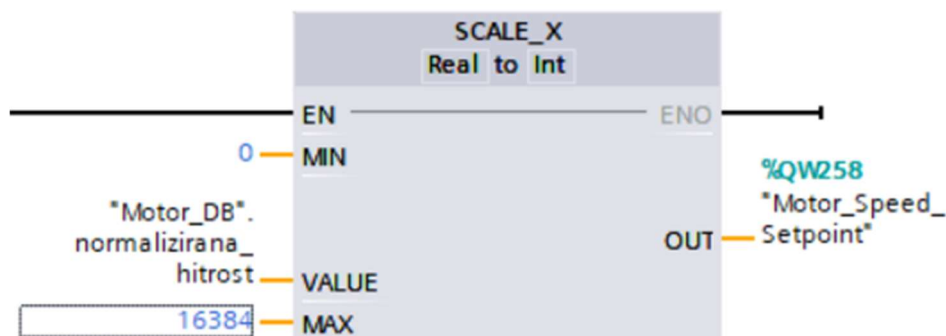 SCALE_X
Real to Int
EN ENO
0 MIN
%QW258
"Motor_Speed_
Setpoint"
"Motor_DB".
normalizirana_
hitrost VALUE
OUT
16384 MAX